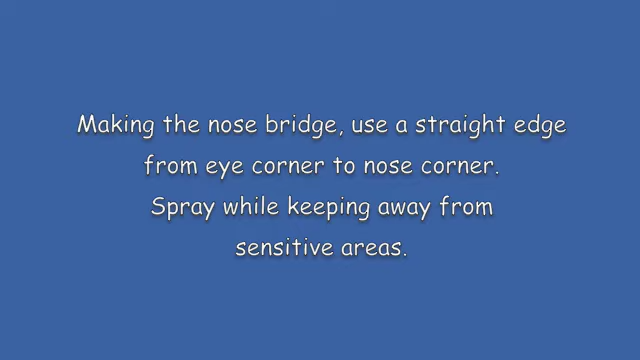 Making the nose bridge, use a straight edge
from eye corner to nose corner.
Spray while keeping away from
sensitive areas.